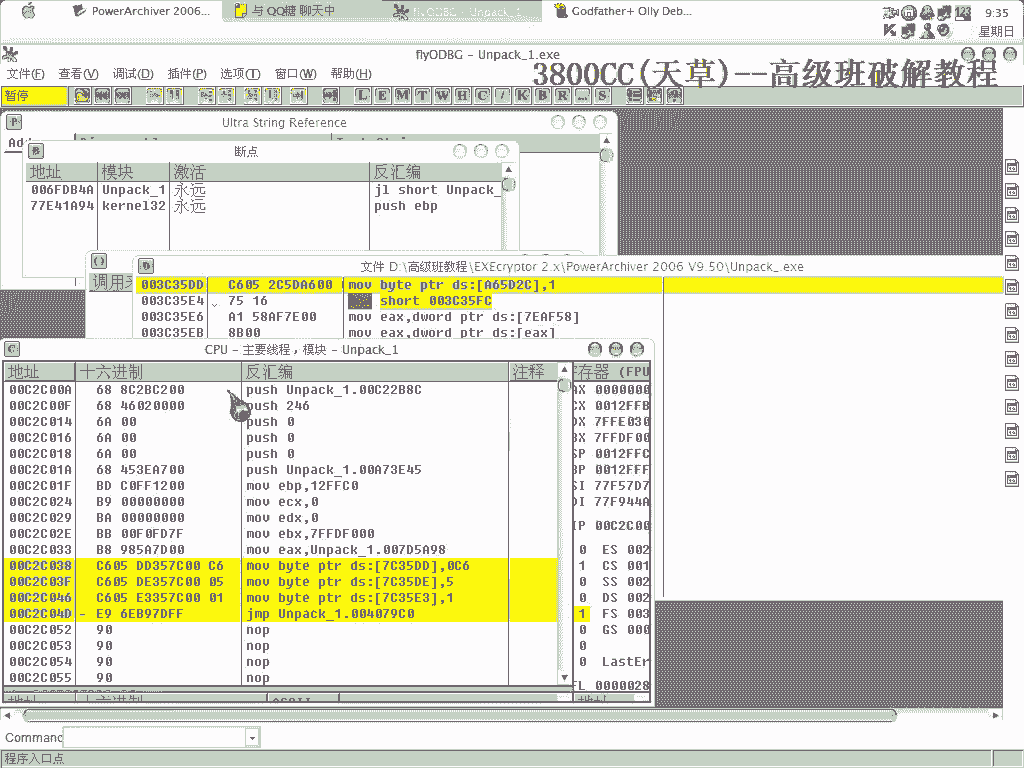 PowerArchiver 2006...
与 QQ糖 聊天中
flyODBG - Unpack_1...
Godfather+ Olly Deb...
9:35
星期日
flyODBG - Unpack_1.exe
文件(F) 查看(V) 调试(D) 插件(P) 选项(T) 窗口(W) 帮助(H)
3800CC(天草)--高级班破解教程
暂停
L E M T W H C / K B R ... S
Ultra String Reference
断点
地址 模块 激活 反汇编
006FDB4A Unpack_1 永远 jl short Unpack_
77E41A94 kernel32 永远 push ebp
文件 D:\高级班教程\EXEcryptor 2.x\PowerArchiver 2006 V9.50\Unpack_.exe
003C35DD C605 2C5DA600 mov byte ptr ds:[A65D2C],1
003C35E4 75 16 short 003C35FC
003C35E6 A1 58AF7E00 mov eax,dword ptr ds:[7EAF58]
003C35EB 8B00 mov eax,dword ptr ds:[eax]
CPU - 主要线程, 模块 - Unpack_1
地址 十六进制 反汇编 注释 寄存器 (FPU
00C2C00A 68 8C2BC200 push Unpack_1.00C22B8C
00C2C00F 68 46020000 push 246
00C2C014 6A 00 push 0
00C2C016 6A 00 push 0
00C2C018 6A 00 push 0
00C2C01A 68 453EA700 push Unpack_1.00A73E45
00C2C01F BD C0FF1200 mov ebp,12FFC0
00C2C024 B9 00000000 mov ecx,0
00C2C029 BA 00000000 mov edx,0
00C2C02E BB 00F0FD7F mov ebx,7FFDF000
00C2C033 B8 985A7D00 mov eax,Unpack_1.007D5A98
00C2C038 C605 DD357C00 C6 mov byte ptr ds:[7C35DD],0C6
00C2C03F C605 DE357C00 05 mov byte ptr ds:[7C35DE],5
00C2C046 C605 E3357C00 01 mov byte ptr ds:[7C35E3],1
00C2C04D - E9 6EB97DFF jmp Unpack_1.004079C0
00C2C052 90 nop
00C2C053 90 nop
00C2C054 90 nop
00C2C055 90 nop
AX 0000000
CX 0012FFB
DX 7FFE030
BX 7FFDF00
SP 0012FFC
BP 0012FFF
SI 77F57D7
DI 77F944A
IP 00C2C00
0 ES 002
1 CS 001
0 SS 002
0 DS 002
1 FS 003
0 GS 000
0
0 LastEr
FL 0000028
Command
程序入口点